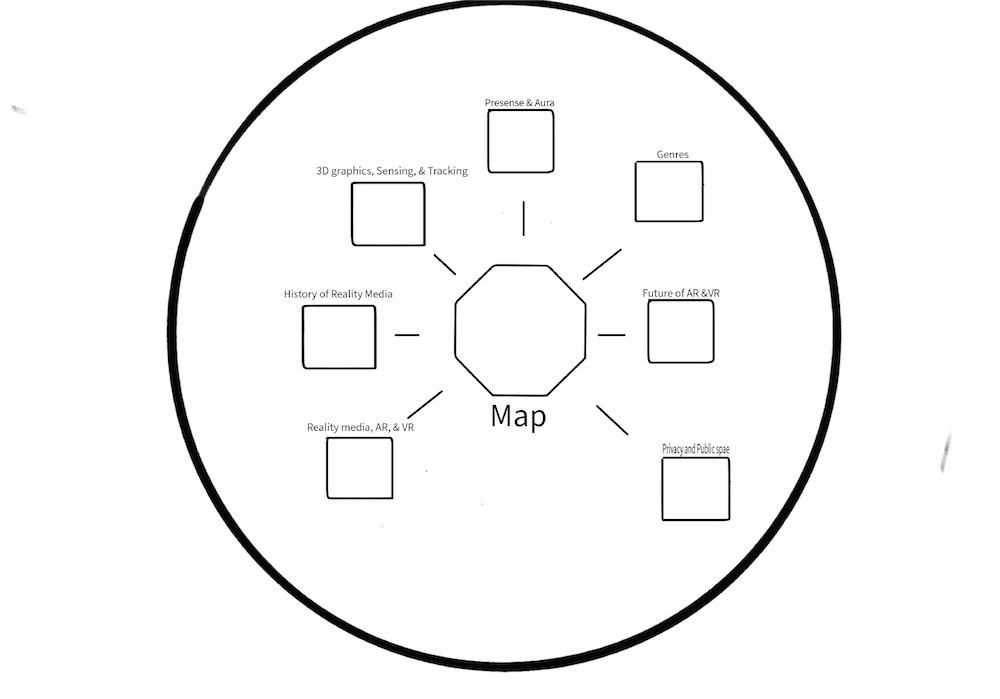 Presense & Aura
Genres
3D graphics, Sensing, & Tracking
History of Reality Media
Future of AR &VR
Map
Reality media, AR, & VR
Privacy and Public spae